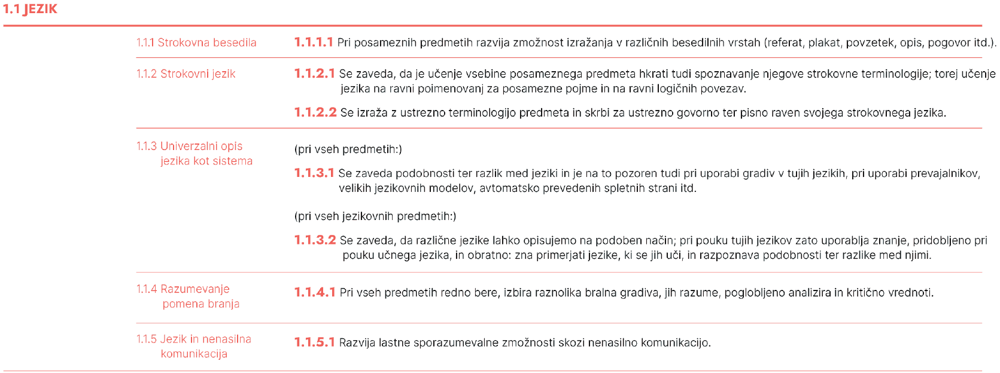 1.1 JEZIK
1.1.1 Strokovna besedila
1.1.1.1 Pri posameznih predmetih razvija zmožnost izražanja v različnih besedilnih vrstah (referat, plakat, povzetek, opis, pogovor itd.).
1.1.2 Strokovni jezik
1.1.2.1 Se zaveda, da je učenje vsebine posameznega predmeta hkrati tudi spoznavanje njegove strokovne terminologije; torej učenje
jezika na ravni poimenovanj za posamezne pojme in na ravni logičnih povezav.
1.1.2.2 Se izraža z ustrezno terminologijo predmeta in skrbi za ustrezno govorno ter pisno raven svojega strokovnega jezika.
1.1.3 Univerzalni opis
jezika kot sistema
(pri vseh predmetih:)
1.1.3.1 Se zaveda podobnosti ter razlik med jeziki in je na to pozoren tudi pri uporabi gradiv v tujih jezikih, pri uporabi prevajalnikov,
velikih jezikovnih modelov, avtomatsko prevedenih spletnih strani itd.
(pri vseh jezikovnih predmetih:)
1.1.3.2 Se zaveda, da različne jezike lahko opisujemo na podoben način; pri pouku tujih jezikov zato uporablja znanje, pridobljeno pri
pouku učnega jezika, in obratno: zna primerjati jezike, ki se jih uči, in razpoznava podobnosti ter razlike med njimi.
1.1.4 Razumevanje
pomena branja
1.1.4.1 Pri vseh predmetih redno bere, izbira raznolika bralna gradiva, jih razume, poglobljeno analizira in kritično vrednoti.
1.1.5 Jezik in nenasilna
komunikacija
1.1.5.1 Razvija lastne sporazumevalne zmožnosti skozi nenasilno komunikacijo.